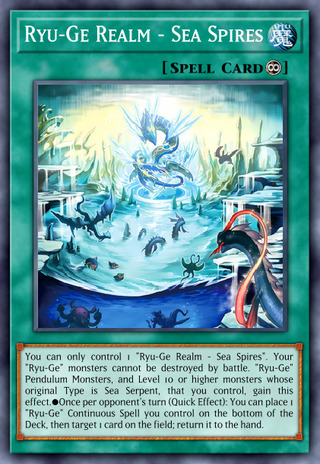 Ryu-Ge Realm - Sea Spires
魔
[Spell Card]
You can only control 1 "Ryu-Ge Realm - Sea Spires". Your
"Ryu-Ge" monsters cannot be destroyed by battle. "Ryu-Ge"
Pendulum Monsters, and Level 10 or higher monsters whose
original Type is Sea Serpent, that you control, gain this
effect.●Once per opponent's turn (Quick Effect): You can place 1
"Ryu-Ge" Continuous Spell you control on the bottom of the
Deck, then target 1 card on the field; return it to the hand.